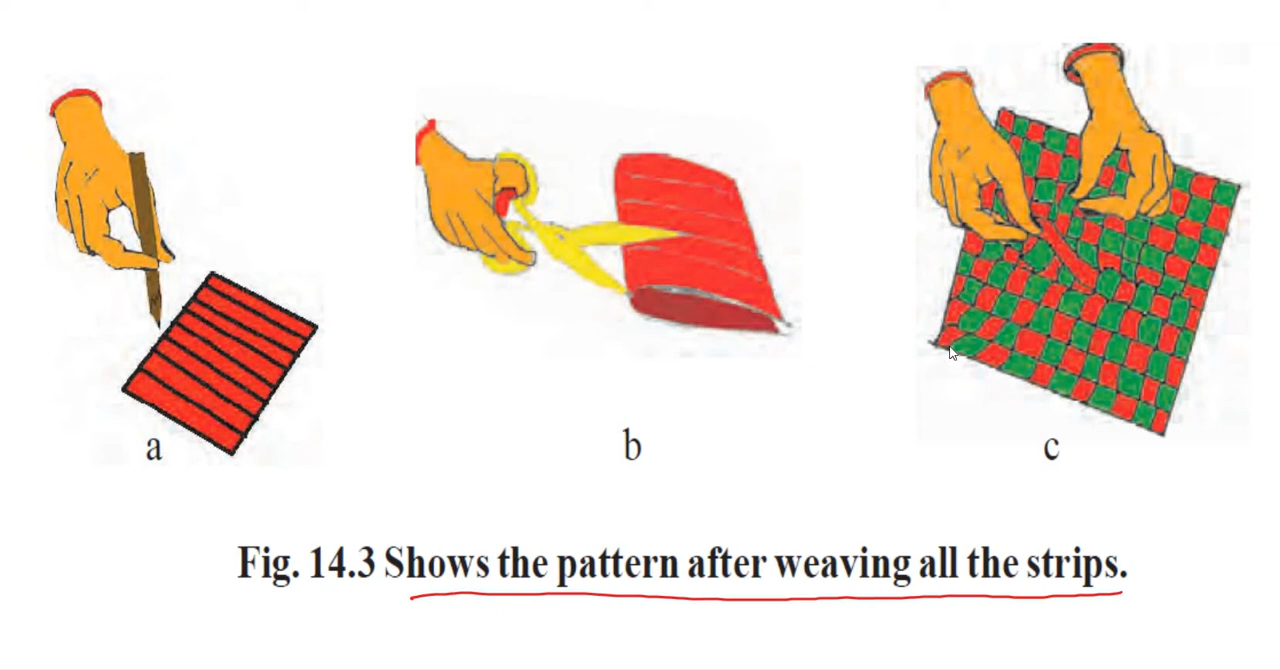 a b c
Fig. 14.3 Shows the pattern after weaving all the strips.